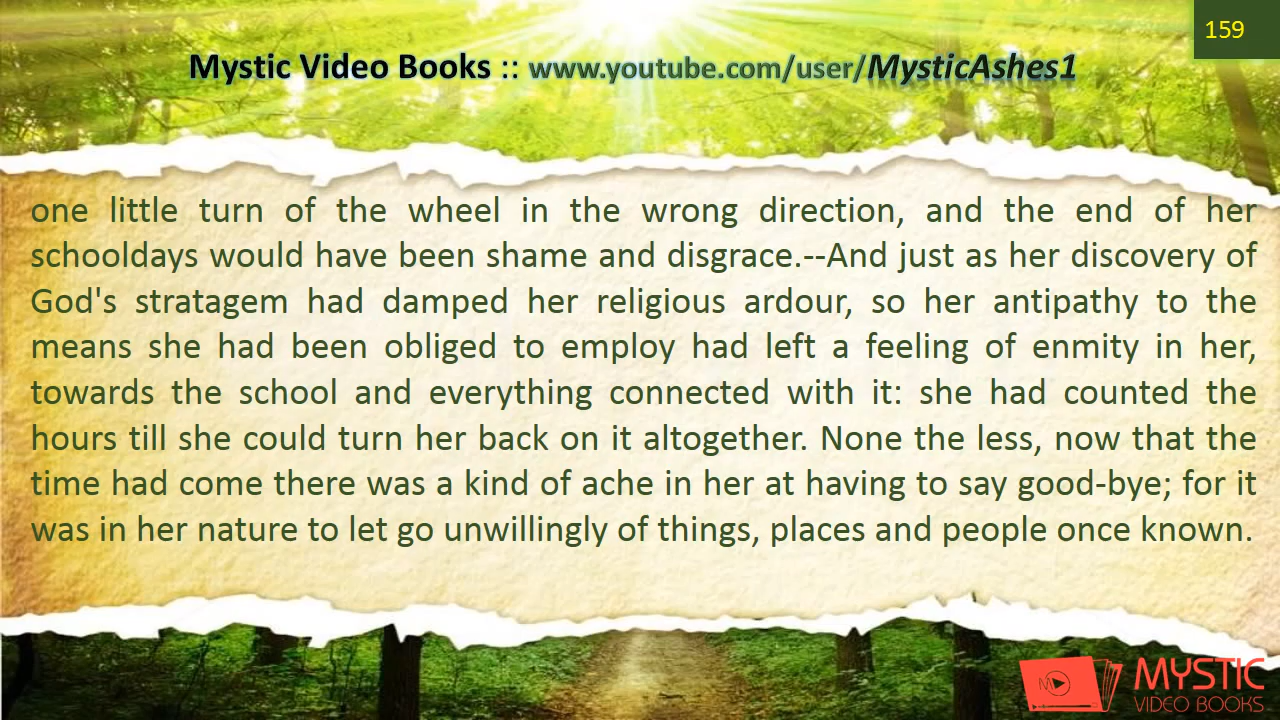 159
Mystic Video Books :: www.youtube.com/user/MysticAshes1
one little turn of the wheel in the wrong direction, and the end of her
schooldays would have been shame and disgrace.--And just as her discovery of
God's stratagem had damped her religious ardour, so her antipathy to the
means she had been obliged to employ had left a feeling of enmity in her,
towards the school and everything connected with it: she had counted the
hours till she could turn her back on it altogether. None the less, now that the
time had come there was a kind of ache in her at having to say good-bye; for it
was in her nature to let go unwillingly of things, places and people once known.
MYSTIC
VIDEO BOOKS